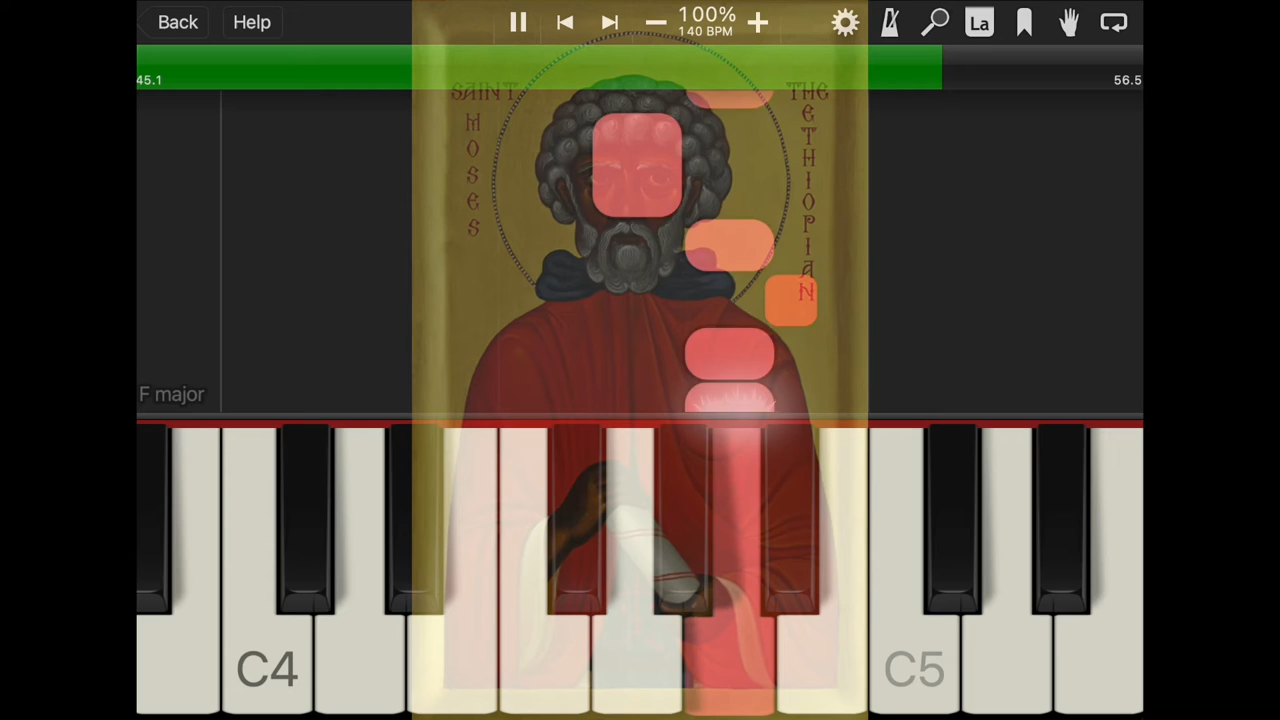 Back
Help
100%
140 BPM
La
45.1
56.5
SAINT
MOSES
THE
ETHIOPIAN
F major
C4
C5